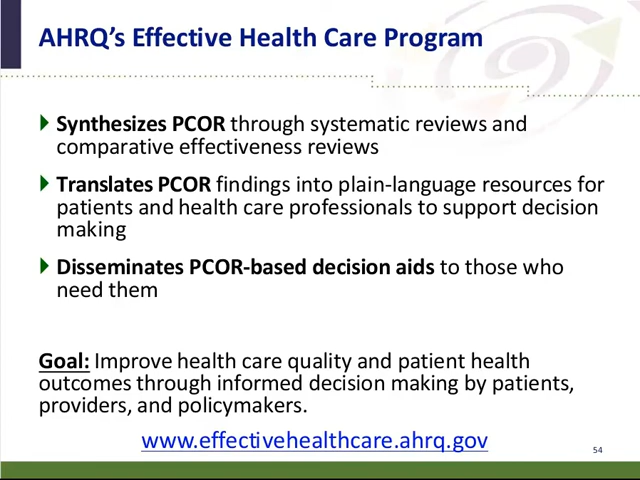 AHRQ's Effective Health Care Program
Synthesizes PCOR through systematic reviews and
comparative effectiveness reviews
Translates PCOR findings into plain-language resources for
patients and health care professionals to support decision
making
Disseminates PCOR-based decision aids to those who
need them
Goal: Improve health care quality and patient health
outcomes through informed decision making by patients,
providers, and policymakers.
www.effectivehealthcare.ahrq.gov
54